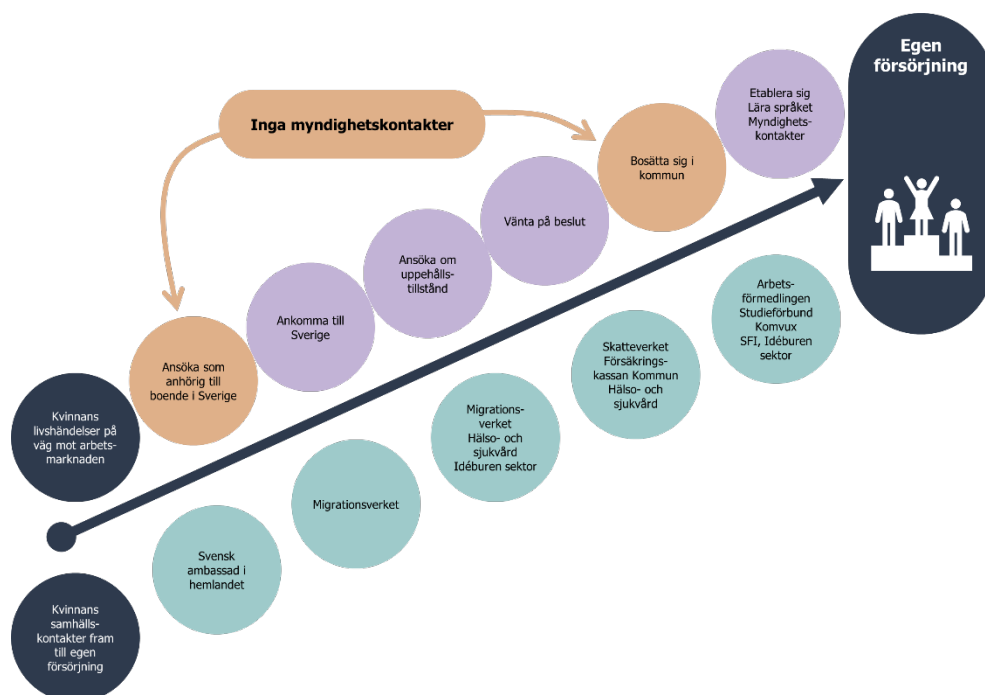 Egen
försörjning
Inga myndighetskontakter
Etablera sig
Lära språket
Myndighets-
kontakter
Bosätta sig i
kommun
Vänta på beslut
Ansöka om
uppehålls-
tillstånd
Ankomma till
Sverige
Ansöka som
anhörig till
boende i Sverige
Kvinnans
livshändelser på
väg mot arbets-
marknaden
Arbets-
förmedlingen
Studieförbund
Komvux
SFI, Idéburen
sektor
Skatteverket
Försäkrings-
kassan Kommun
Hälso- och
sjukvård
Migrations-
verket
Hälso- och
sjukvård
Idéburen sektor
Migrationsverket
Svensk
ambassad i
hemlandet
Kvinnans
samhälls-
kontakter fram
till egen
försörjning